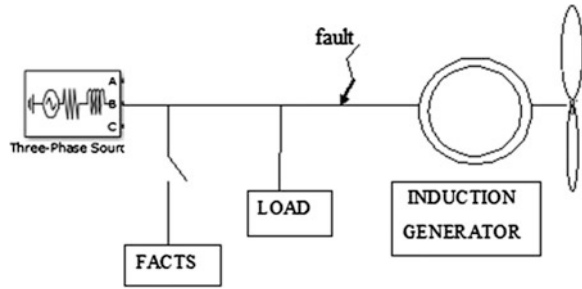 fault
A
B
C
Three-Phase Sourc
LOAD
FACTS
INDUCTION
GENERATOR